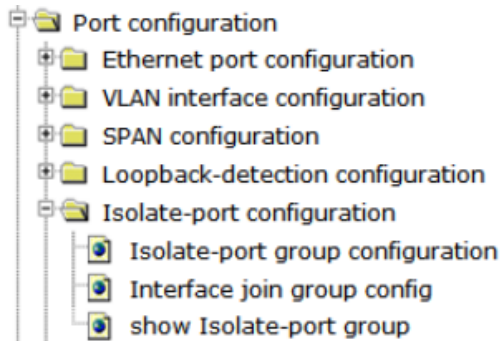 Port configuration
Ethernet port configuration
VLAN interface configuration
SPAN configuration
Loopback-detection configuration
Isolate-port configuration
Isolate-port group configuration
Interface join group config
show Isolate-port group